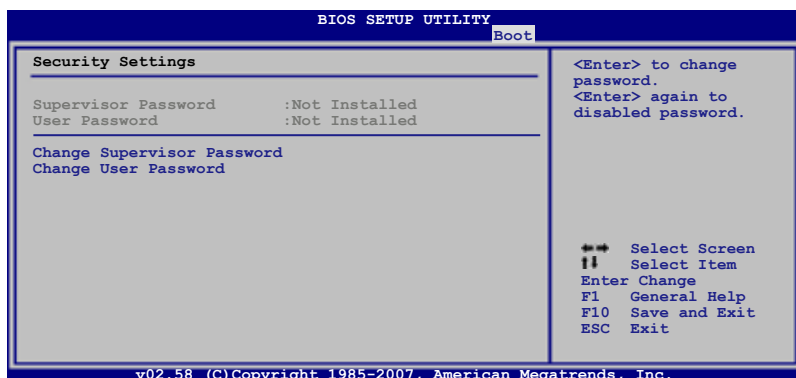 BIOS SETUP UTILITY
Boot
Security Settings
Supervisor Password :Not Installed
User Password :Not Installed
Change Supervisor Password
Change User Password
<Enter> to change
password.
<Enter> again to
disabled password.
←→ Select Screen
↑↓ Select Item
Enter Change
F1 General Help
F10 Save and Exit
ESC Exit
v02.58 (C)Copyright 1985-2007, American Megatrends, Inc.